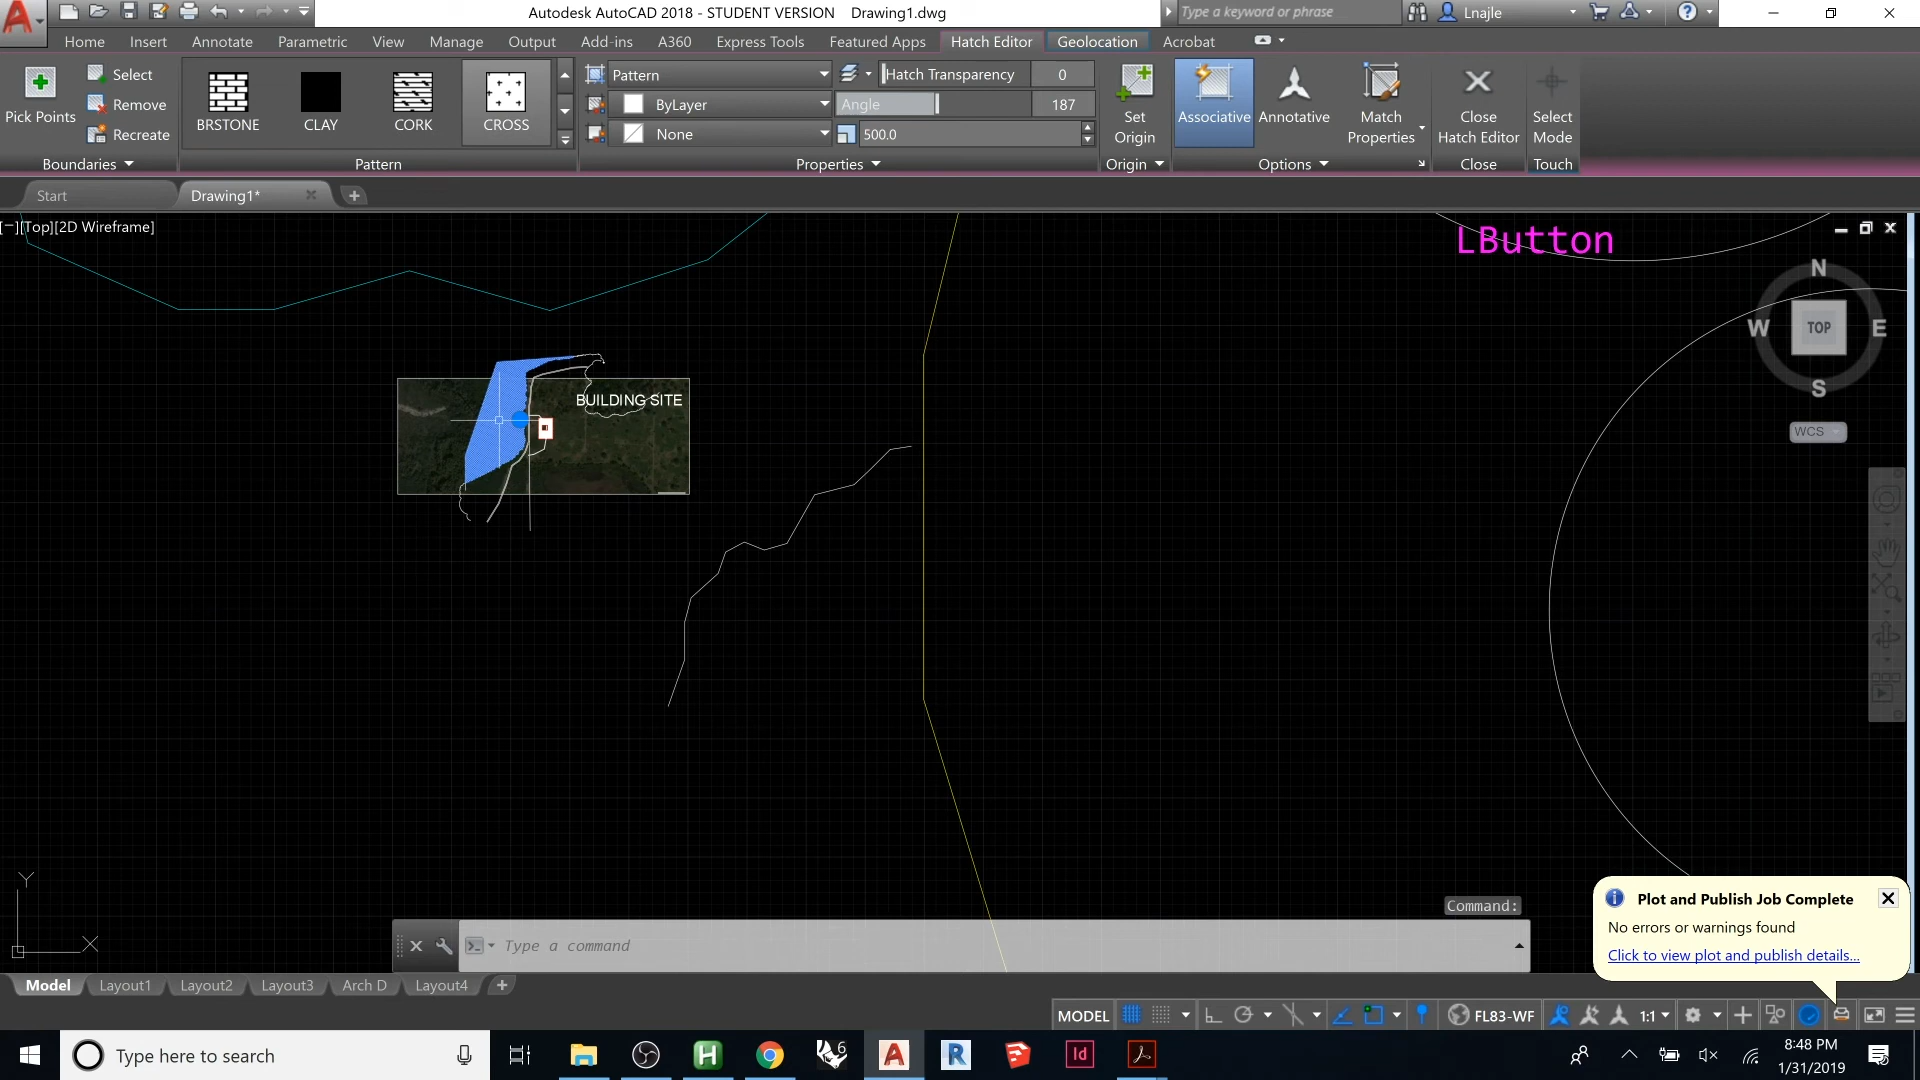 Autodesk AutoCAD 2018 - STUDENT VERSION Drawing1.dwg
Type a keyword or phrase
Lnajle
Home Insert Annotate Parametric View Manage Output Add-ins A360 Express Tools Featured Apps Hatch Editor Geolocation Acrobat
Pick Points
Select
Remove
Recreate
Boundaries
BRSTONE
CLAY
CORK
CROSS
Pattern
Pattern
ByLayer
None
Hatch Transparency 0
Angle 187
500.0
Properties
Set
Origin
Origin
Associative
Annotative
Match
Properties
Options
Close
Hatch Editor
Close
Select
Mode
Touch
Start
Drawing1*
[−][Top][2D Wireframe]
LButton
N
W TOP E
S
WCS
BUILDING SITE
Y
X
Command:
Type a command
Plot and Publish Job Complete
No errors or warnings found
Click to view plot and publish details...
Model Layout1 Layout2 Layout3 Arch D Layout4
MODEL
FL83-WF
1:1
Type here to search
H
6
A
R
Id
8:48 PM
1/31/2019